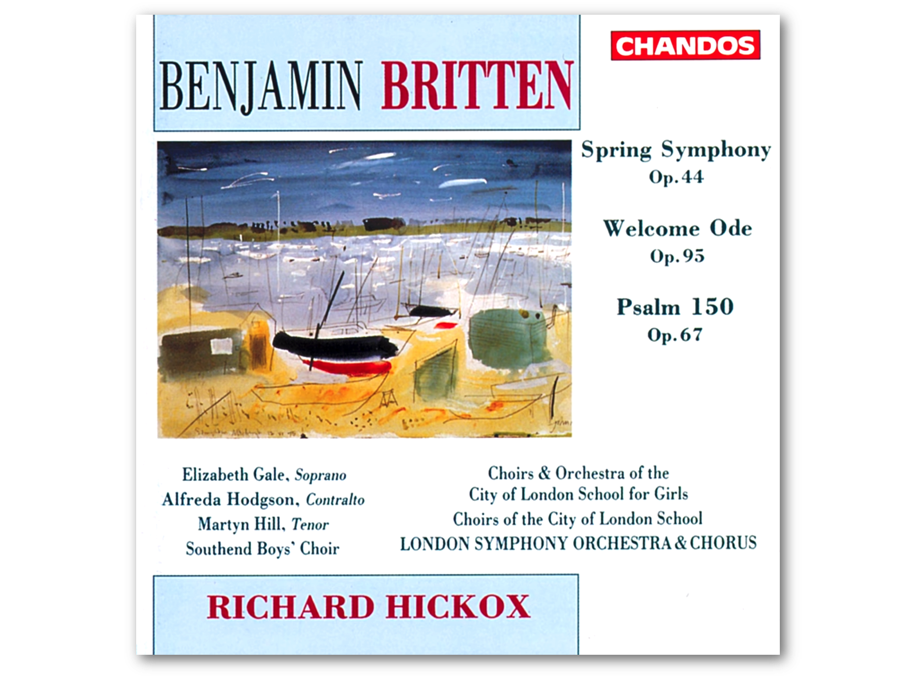 CHANDOS
BENJAMIN BRITTEN
Spring Symphony
Op. 44
Welcome Ode
Op. 95
Psalm 150
Op. 67
Elizabeth Gale, Soprano
Alfreda Hodgson, Contralto
Martyn Hill, Tenor
Southend Boys' Choir
Choirs & Orchestra of the
City of London School for Girls
Choirs of the City of London School
LONDON SYMPHONY ORCHESTRA & CHORUS
RICHARD HICKOX